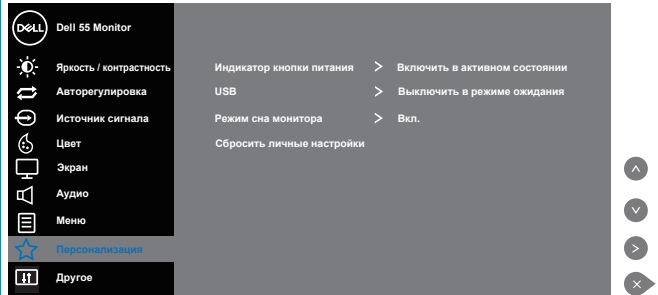 DELL
Dell 55 Monitor
Яркость / контрастность
Индикатор кнопки питания > Включить в активном состоянии
Авторегулировка
USB > Выключить в режиме ожидания
Источник сигнала
Режим сна монитора > Вкл.
Цвет
Сбросить личные настройки
Экран
Аудио
Меню
Персонализация
Другое